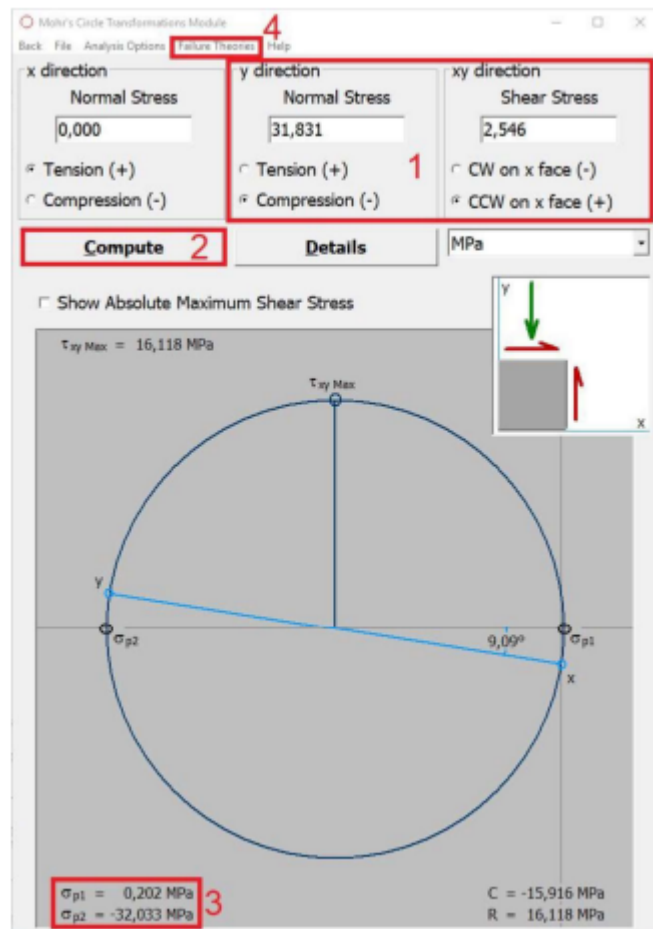 Mohr's Circle Transformations Module
4
Back File Analysis Options Failure Theories Help
x direction y direction xy direction
Normal Stress Normal Stress Shear Stress
0,000 31,831 2,546
Tension (+) Tension (+) 1 CW on x face (-)
Compression (-) Compression (-) CCW on x face (+)
Compute 2 Details MPa
Show Absolute Maximum Shear Stress
y
x
τxy Max = 16,118 MPa
τxy Max
y
σp2 9,09° σp1
x
σp1 = 0,202 MPa 3 C = -15,916 MPa
σp2 = -32,033 MPa R = 16,118 MPa